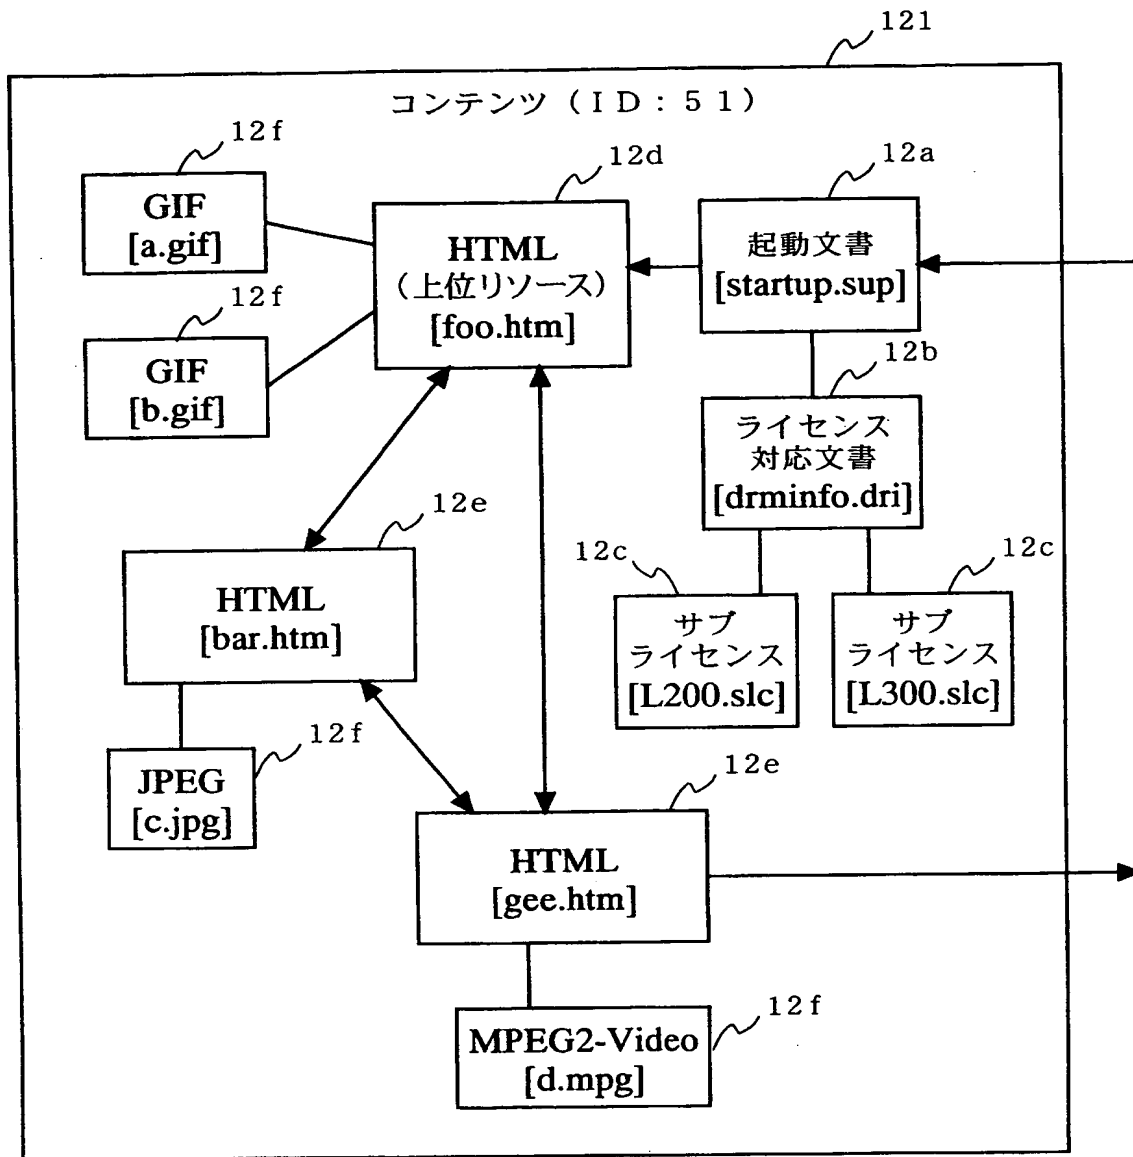 121
コンテンツ（ＩＤ：５１）
12f
GIF
[a.gif]
12d
HTML
（上位リソース）
[foo.htm]
12a
起動文書
[startup.sup]
12f
GIF
[b.gif]
12b
ライセンス
対応文書
[drminfo.dri]
12e
HTML
[bar.htm]
12c
サブ
ライセンス
[L200.slc]
12c
サブ
ライセンス
[L300.slc]
12f
JPEG
[c.jpg]
12e
HTML
[gee.htm]
12f
MPEG2-Video
[d.mpg]